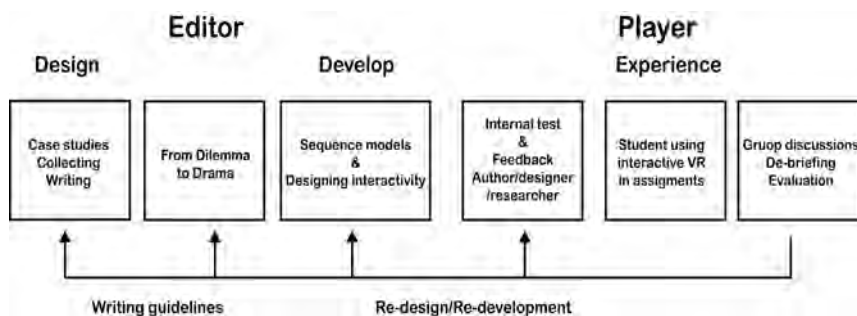 Editor
Player
Design
Develop
Experience
Case studies
Collecting
Writing
From Dilemma
to Drama
Sequence models
&
Designing interactivity
Internal test
&
Feedback
Author/designer
/researcher
Student using
interactive VR
In assigments
Gruop discussions
De-briefing
Evaluation
Writing guidelines
Re-design/Re-development